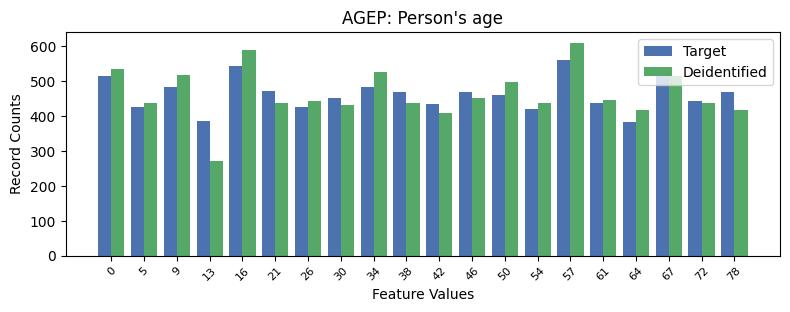 AGEP: Person's age
Target
Deidentified
Record Counts
600
500
400
300
200
100
0
0 5 9 13 16 21 26 30 34 38 42 46 50 54 57 61 64 67 72 78
Feature Values